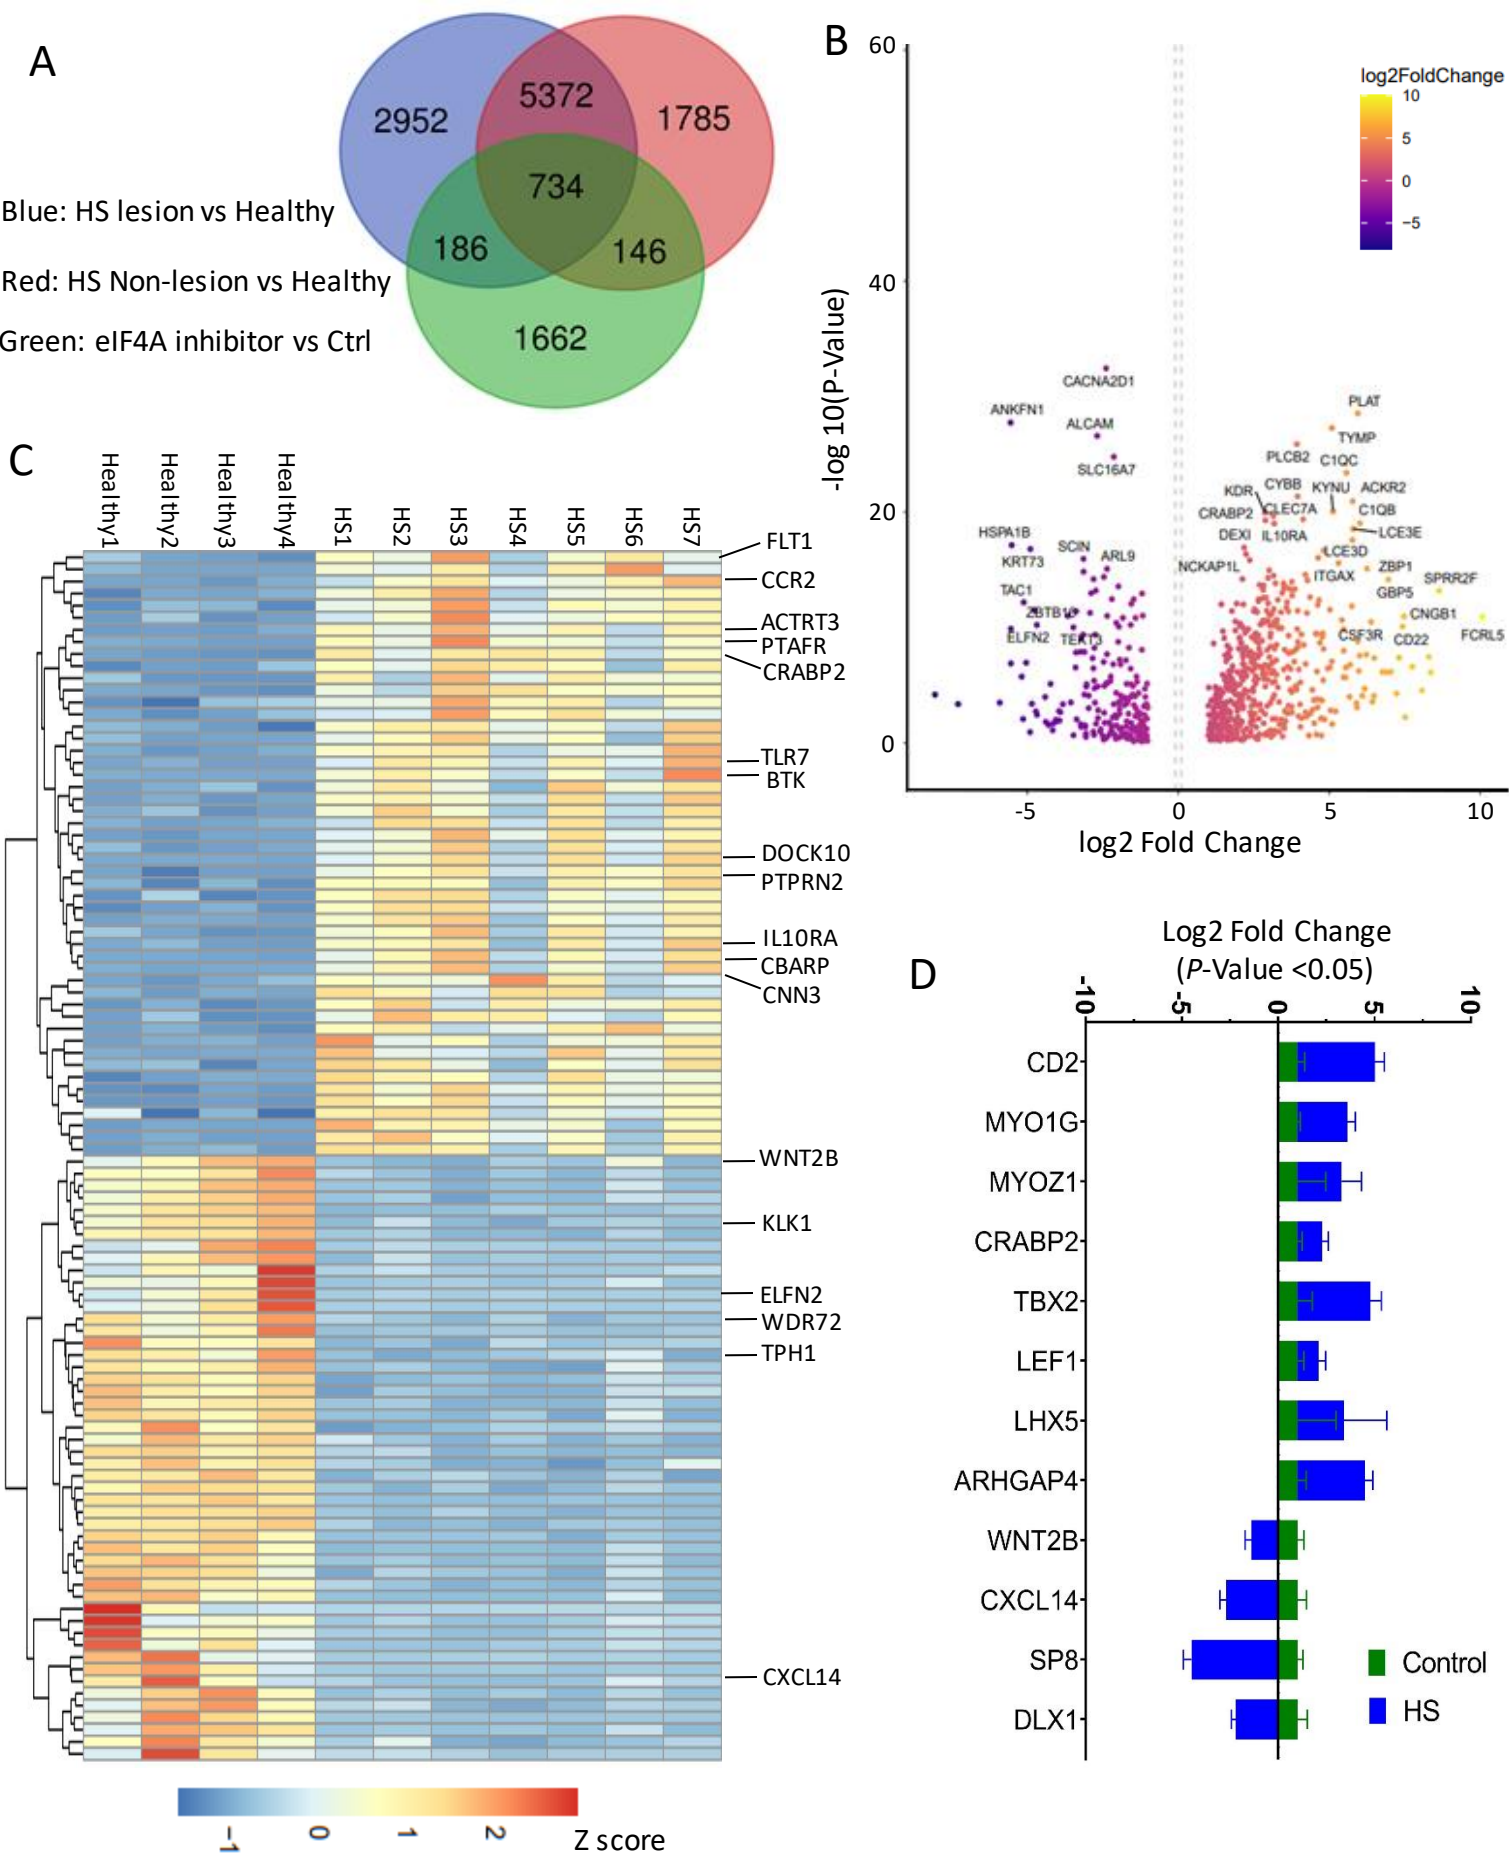 A
2952
5372
1785
734
186
146
1662
Blue: HS lesion vs Healthy
Red: HS Non-lesion vs Healthy
Green: eIF4A inhibitor vs Ctrl
B
60
40
20
0
-log 10(P-Value)
log2FoldChange
10
5
0
−5
CACNA2D1
ANKFN1
ALCAM
SLC16A7
PLAT
TYMP
PLCB2
C1QC
CYBB
KYNU
ACKR2
KDR
CRABP2
CLEC7A
C1QB
DEXI
IL10RA
LCE3E
HSPA1B
SCIN
ARL9
KRT73
LCE3D
NCKAP1L
ITGAX
ZBP1
SPRR2F
GBP5
TAC1
ZBTB16
CNGB1
ELFN2
TEKT3
CSF3R
CD22
FCRL5
-5
0
5
10
log2 Fold Change
C
Healthy1
Healthy2
Healthy3
Healthy4
HS1
HS2
HS3
HS4
HS5
HS6
HS7
FLT1
CCR2
ACTRT3
PTAFR
CRABP2
TLR7
BTK
DOCK10
PTPRN2
IL10RA
CBARP
CNN3
WNT2B
KLK1
ELFN2
WDR72
TPH1
CXCL14
−1
0
1
2
Z score
D
Log2 Fold Change
(P-Value <0.05)
-10
-5
0
5
10
CD2
MYO1G
MYOZ1
CRABP2
TBX2
LEF1
LHX5
ARHGAP4
WNT2B
CXCL14
SP8
DLX1
Control
HS